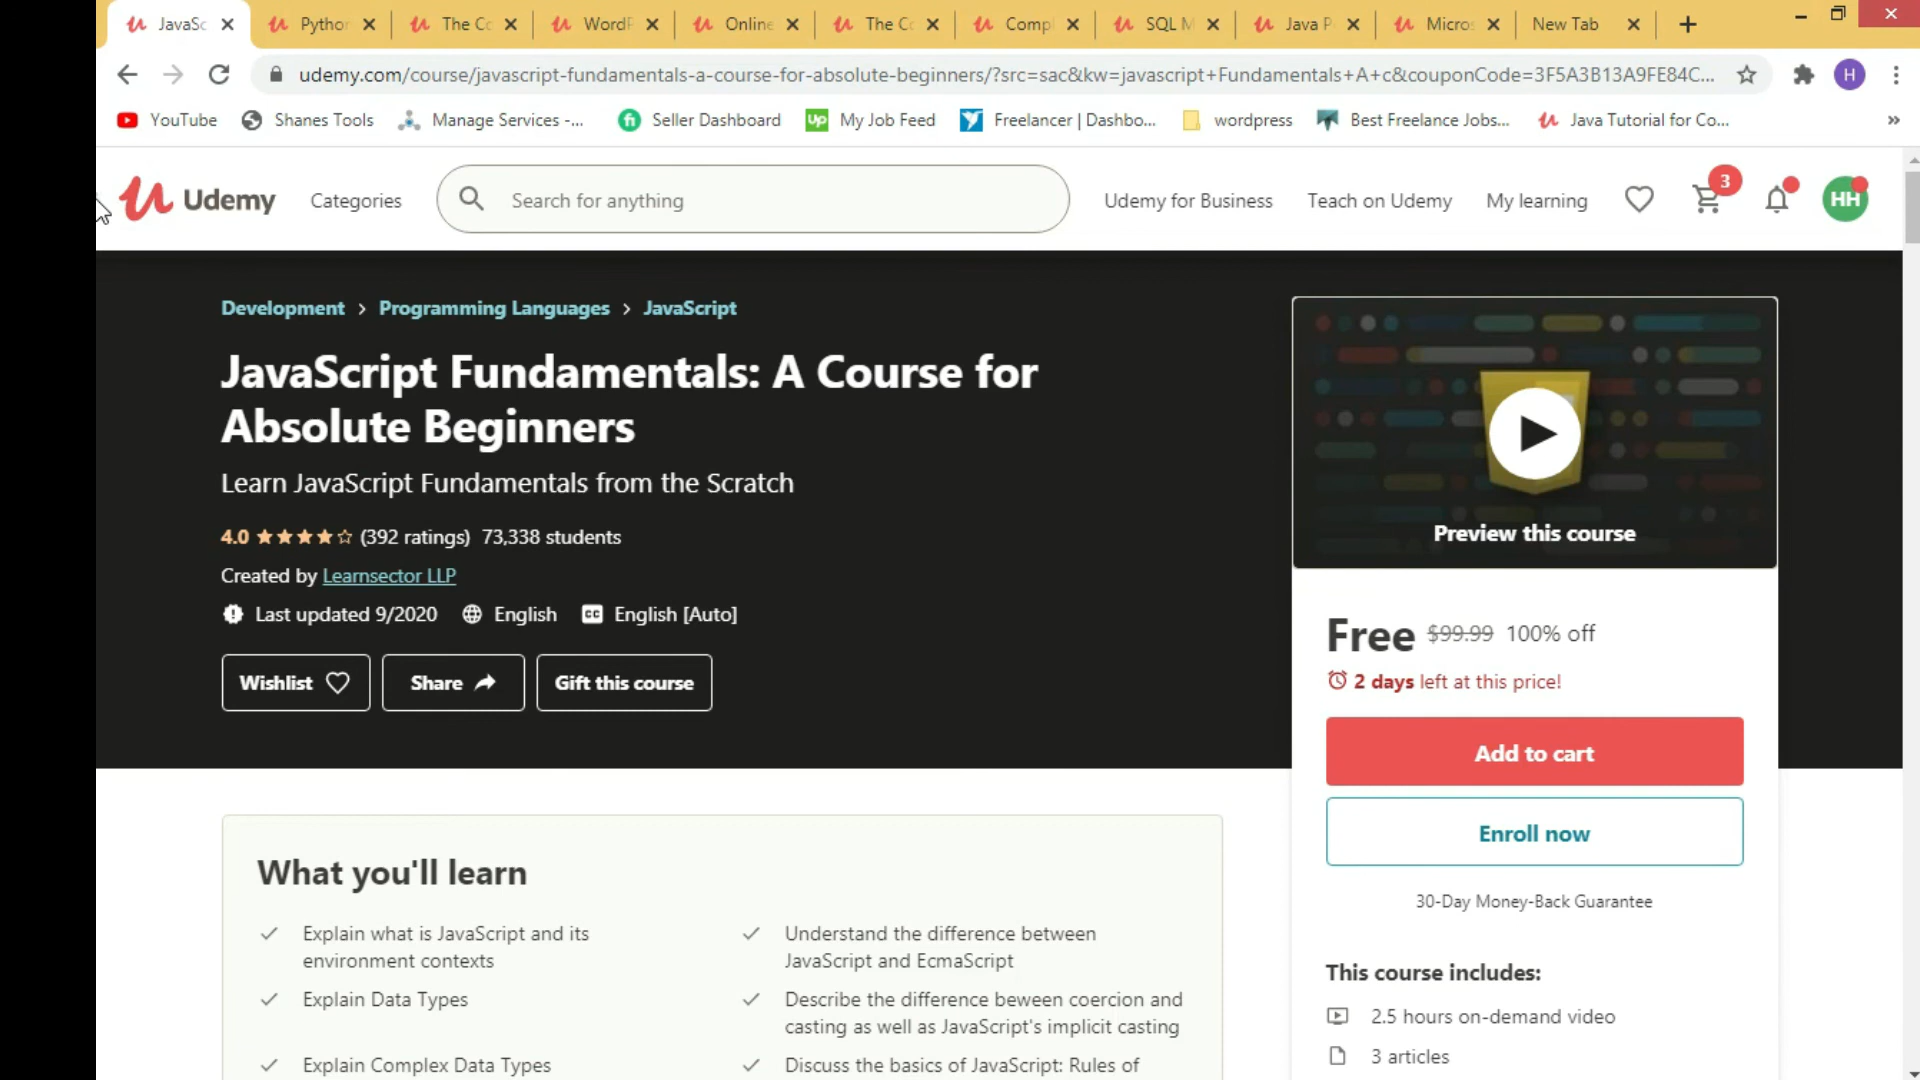 JavaSc
Python
The Co
WordP
Online
The Co
Compl
SQL M
Java P
Micros
New Tab
udemy.com/course/javascript-fundamentals-a-course-for-absolute-beginners/?src=sac&kw=javascript+Fundamentals+A+c&couponCode=3F5A3B13A9FE84C...
H
YouTube
Shanes Tools
Manage Services -...
Seller Dashboard
My Job Feed
Freelancer | Dashbo...
wordpress
Best Freelance Jobs...
Java Tutorial for Co...
»
Udemy
Categories
Search for anything
Udemy for Business
Teach on Udemy
My learning
3
HH
Development > Programming Languages > JavaScript
JavaScript Fundamentals: A Course for
Absolute Beginners
Learn JavaScript Fundamentals from the Scratch
4.0 (392 ratings) 73,338 students
Created by Learnsector LLP
Last updated 9/2020 English English [Auto]
Wishlist
Share
Gift this course
Preview this course
Free $99.99 100% off
2 days left at this price!
Add to cart
Enroll now
30-Day Money-Back Guarantee
This course includes:
2.5 hours on-demand video
3 articles
What you'll learn
Explain what is JavaScript and its
environment contexts
Explain Data Types
Explain Complex Data Types
Understand the difference between
JavaScript and EcmaScript
Describe the difference beween coercion and
casting as well as JavaScript's implicit casting
Discuss the basics of JavaScript: Rules of